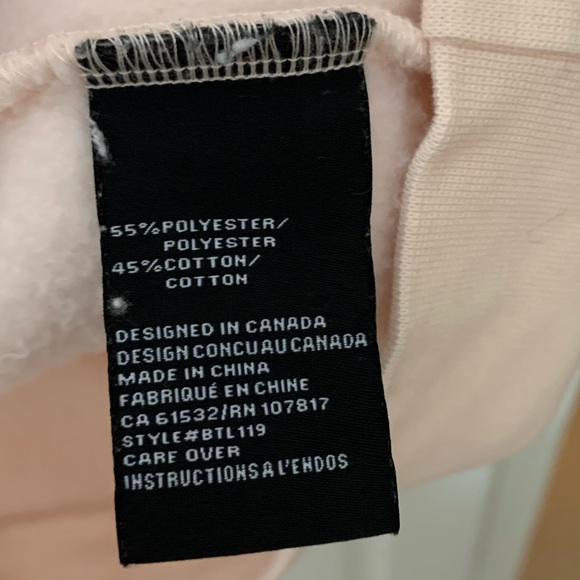 55%POLYESTER/
POLYESTER
45%COTTON/
COTTON
DESIGNED IN CANADA
DESIGN CONCU AU CANADA
MADE IN CHINA
FABRIQUÉ EN CHINE
CA 61532/RN 107817
STYLE#BTL119
CARE OVER
INSTRUCTIONS A L'ENDOS